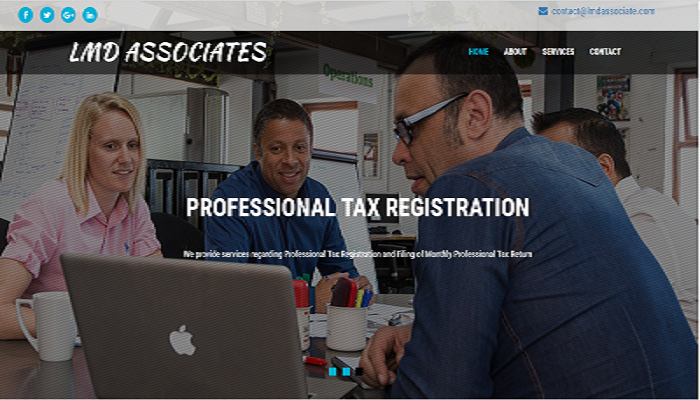 contact@lmdassociate.com
LMD ASSOCIATES
HOME ABOUT SERVICES CONTACT
Operations
PROFESSIONAL TAX REGISTRATION
We provide services regarding Professional Tax Registration and Filing of Monthly Professional Tax Return